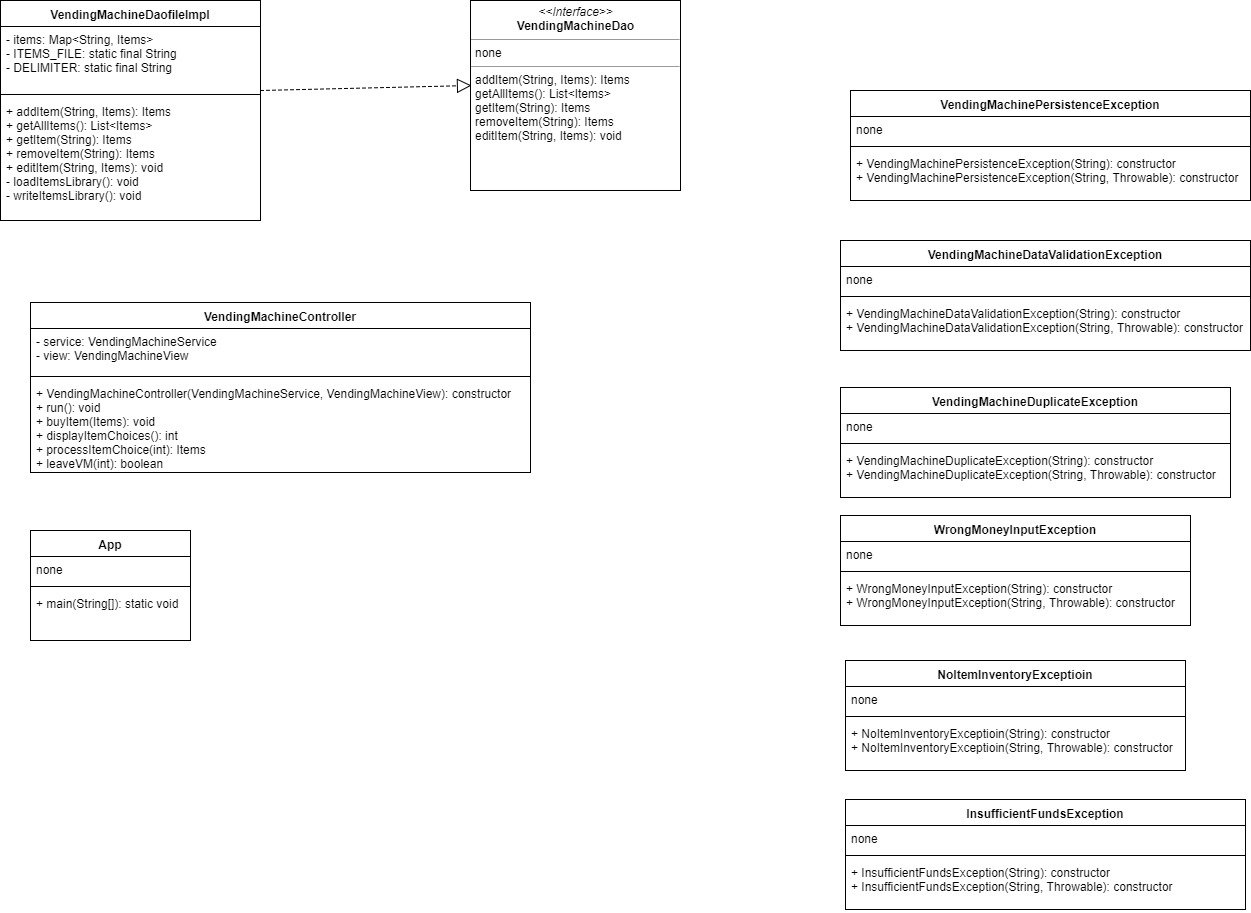 VendingMachineDaofileImpl
- items: Map<String, Items>
- ITEMS_FILE: static final String
- DELIMITER: static final String
+ addItem(String, Items): Items
+ getAllItems(): List<Items>
+ getItem(String): Items
+ removeItem(String): Items
+ editItem(String, Items): void
- loadItemsLibrary(): void
- writeItemsLibrary(): void
<<Interface>>
VendingMachineDao
none
addItem(String, Items): Items
getAllItems(): List<Items>
getItem(String): Items
removeItem(String): Items
editItem(String, Items): void
VendingMachinePersistenceException
none
+ VendingMachinePersistenceException(String): constructor
+ VendingMachinePersistenceException(String, Throwable): constructor
VendingMachineDataValidationException
none
+ VendingMachineDataValidationException(String): constructor
+ VendingMachineDataValidationException(String, Throwable): constructor
VendingMachineController
- service: VendingMachineService
- view: VendingMachineView
+ VendingMachineController(VendingMachineService, VendingMachineView): constructor
+ run(): void
+ buyItem(Items): void
+ displayItemChoices(): int
+ processItemChoice(int): Items
+ leaveVM(int): boolean
VendingMachineDuplicateException
none
+ VendingMachineDuplicateException(String): constructor
+ VendingMachineDuplicateException(String, Throwable): constructor
App
none
+ main(String[]): static void
WrongMoneyInputException
none
+ WrongMoneyInputException(String): constructor
+ WrongMoneyInputException(String, Throwable): constructor
NoItemInventoryExceptioin
none
+ NoItemInventoryExceptioin(String): constructor
+ NoItemInventoryExceptioin(String, Throwable): constructor
InsufficientFundsException
none
+ InsufficientFundsException(String): constructor
+ InsufficientFundsException(String, Throwable): constructor